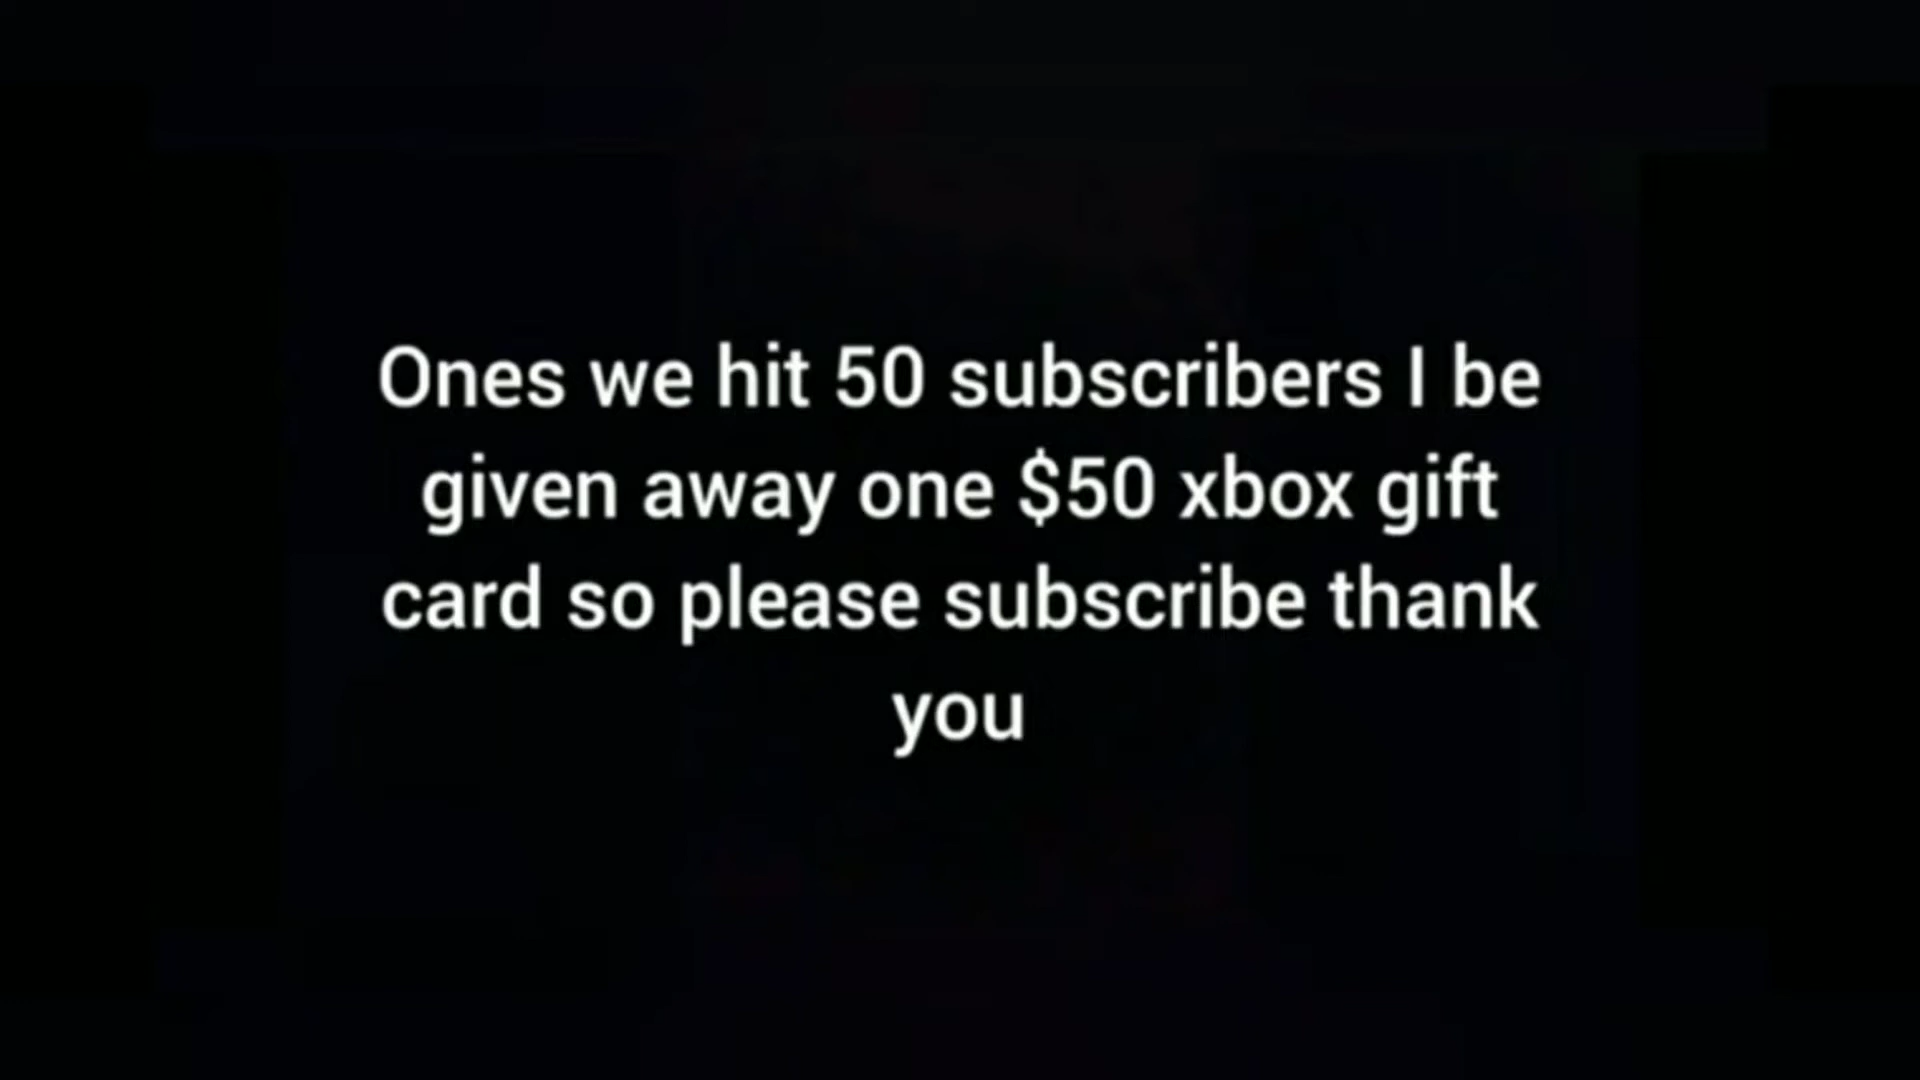 Ones we hit 50 subscribers I be
given away one $50 xbox gift
card so please subscribe thank
you